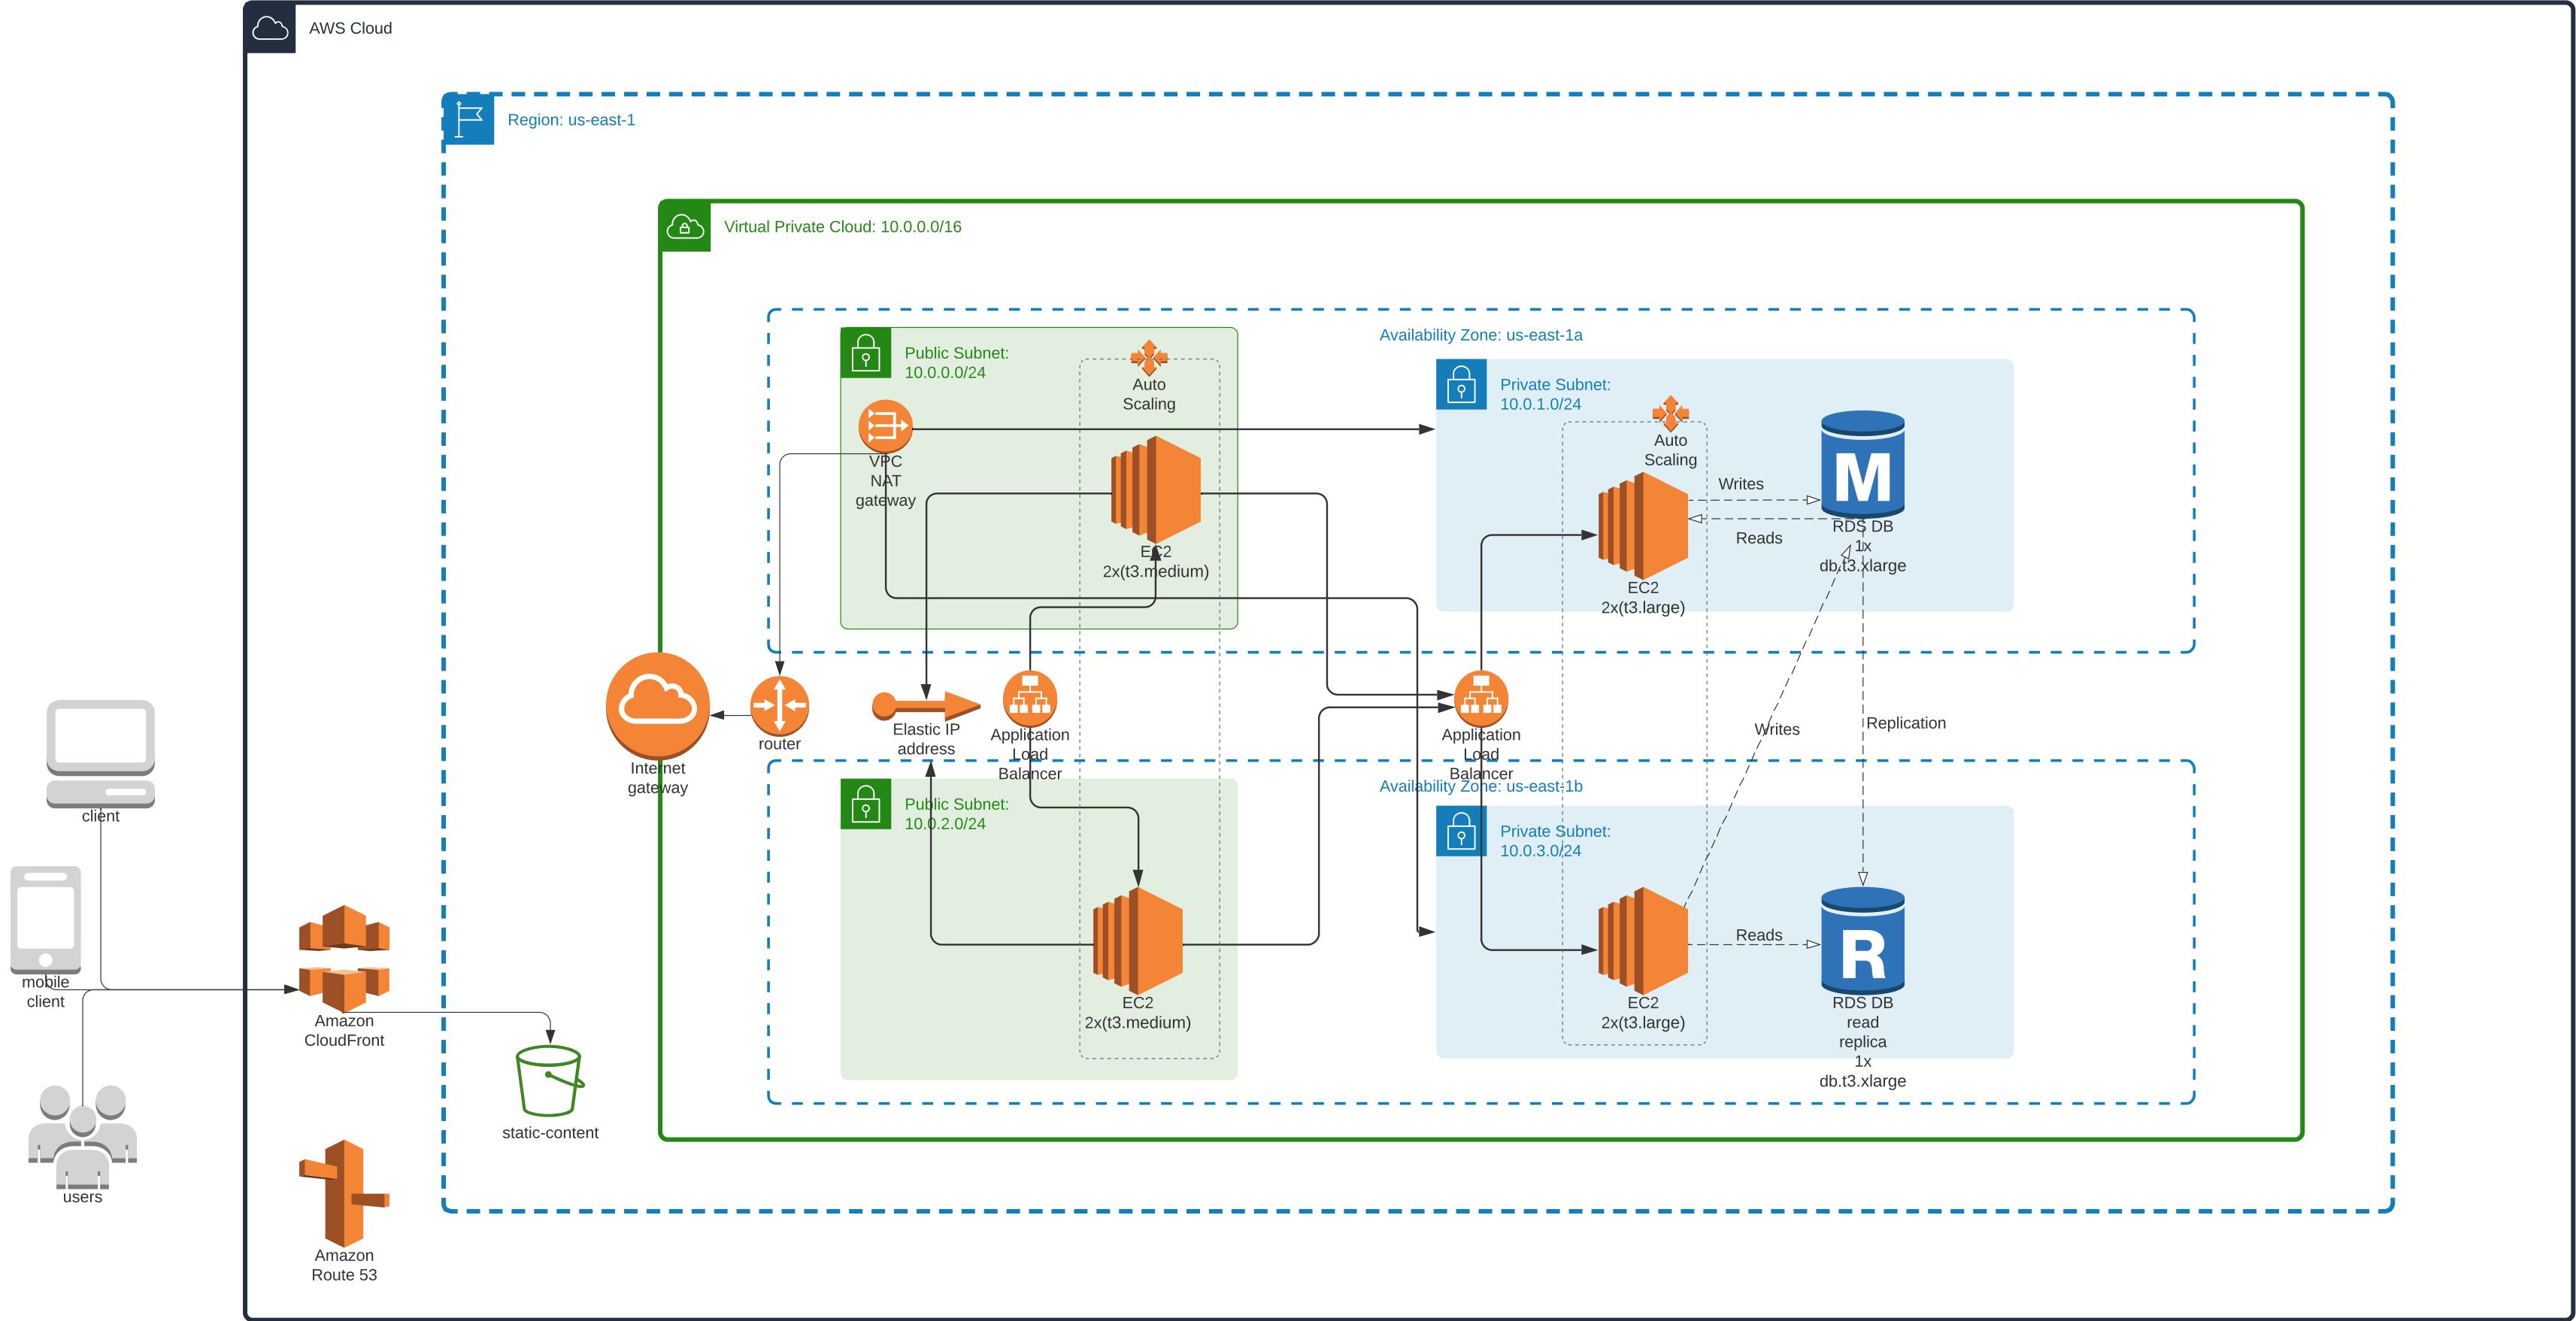 AWS Cloud
Region: us-east-1
Virtual Private Cloud: 10.0.0.0/16
Availability Zone: us-east-1a
Public Subnet:
10.0.0.0/24
Auto
Scaling
VPC
NAT
gateway
EC2
2x(t3.medium)
Private Subnet:
10.0.1.0/24
Auto
Scaling
EC2
2x(t3.large)
Writes
Reads
M
RDS DB
1x
db.t3.xlarge
Internet
gateway
router
Elastic IP
address
Application
Load
Balancer
Application
Load
Balancer
Writes
Replication
Availability Zone: us-east-1b
Public Subnet:
10.0.2.0/24
EC2
2x(t3.medium)
Private Subnet:
10.0.3.0/24
EC2
2x(t3.large)
Reads
R
RDS DB
read
replica
1x
db.t3.xlarge
client
mobile
client
users
Amazon
CloudFront
static-content
Amazon
Route 53